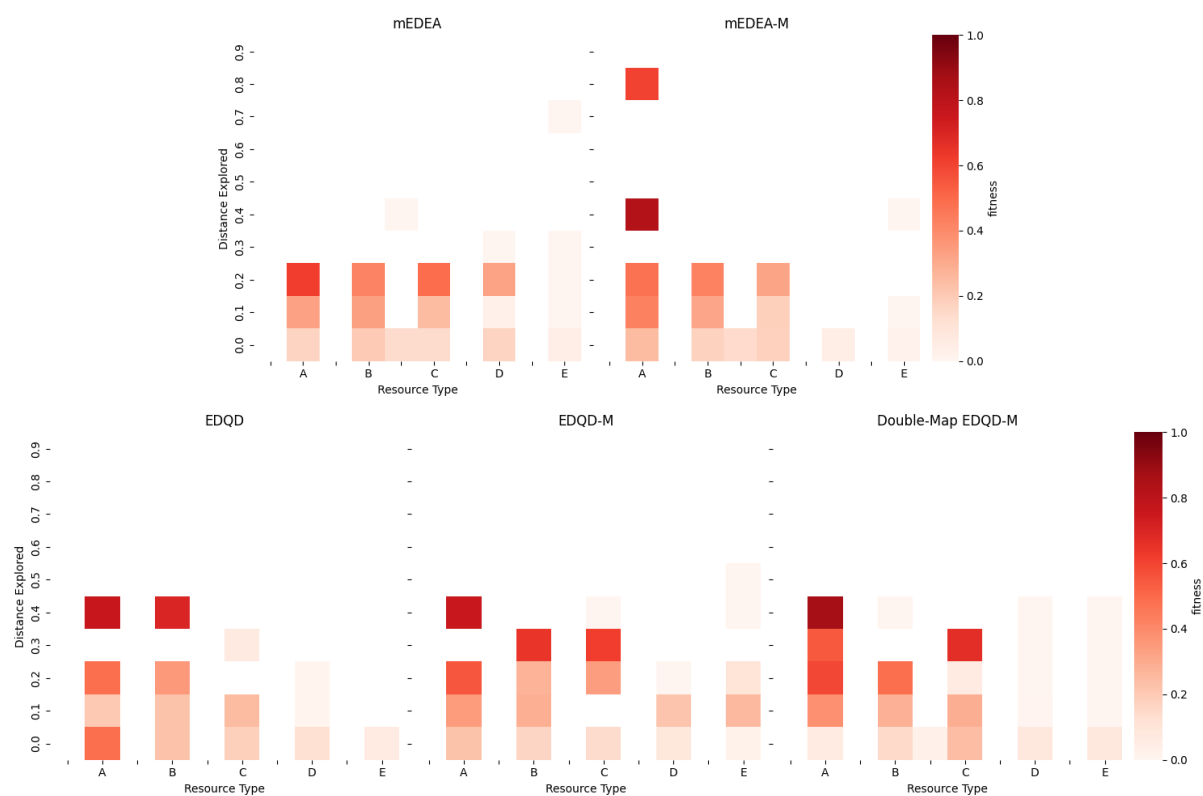 mEDEA
mEDEA-M
Distance Explored
0.9
0.8
0.7
0.6
0.5
0.4
0.3
0.2
0.1
0.0
A B C D E
Resource Type
A B C D E
Resource Type
1.0
0.8
0.6
0.4
0.2
0.0
fitness
EDQD
EDQD-M
Double-Map EDQD-M
Distance Explored
0.9
0.8
0.7
0.6
0.5
0.4
0.3
0.2
0.1
0.0
A B C D E
Resource Type
A B C D E
Resource Type
A B C D E
Resource Type
1.0
0.8
0.6
0.4
0.2
0.0
fitness